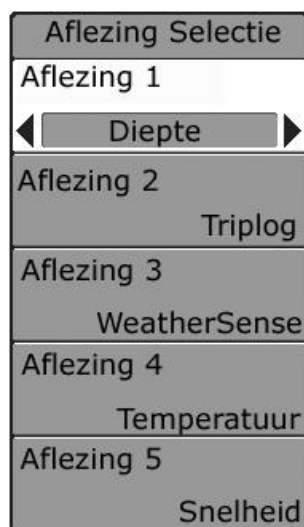 Aflezing Selectie
Aflezing 1
Diepte
Aflezing 2
Triplog
Aflezing 3
WeatherSense
Aflezing 4
Temperatuur
Aflezing 5
Snelheid